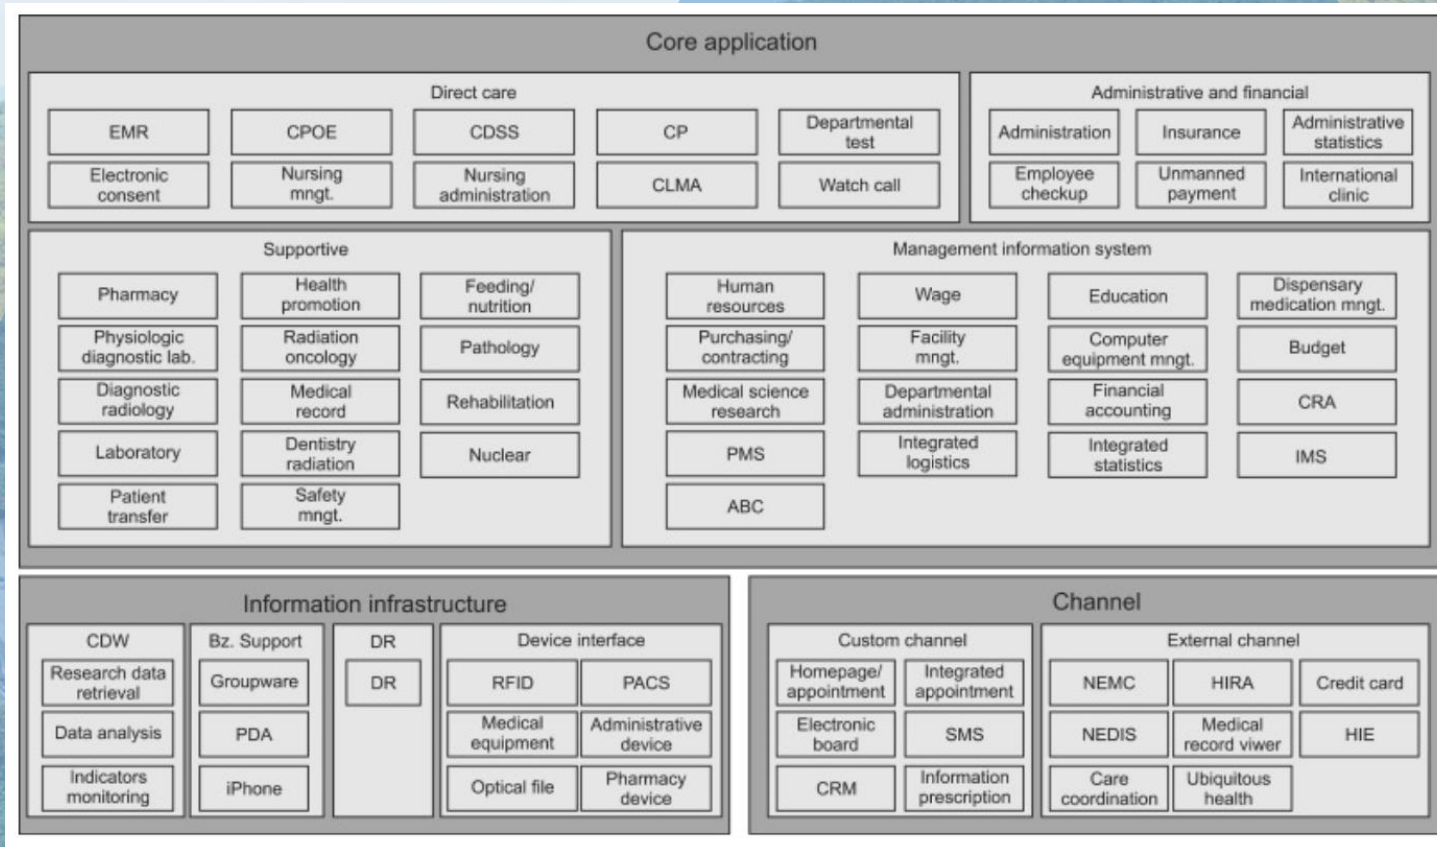 Core application
Direct care
EMR
CPOE
CDSS
CP
Departmental
test
Electronic
consent
Nursing
mngt.
Nursing
administration
CLMA
Watch call
Administrative and financial
Administration
Insurance
Administrative
statistics
Employee
checkup
Unmanned
payment
International
clinic
Supportive
Pharmacy
Health
promotion
Feeding/
nutrition
Physiologic
diagnostic lab.
Radiation
oncology
Pathology
Diagnostic
radiology
Medical
record
Rehabilitation
Laboratory
Dentistry
radiation
Nuclear
Patient
transfer
Safety
mngt.
Management information system
Human
resources
Wage
Education
Dispensary
medication mngt.
Purchasing/
contracting
Facility
mngt.
Computer
equipment mngt.
Budget
Medical science
research
Departmental
administration
Financial
accounting
CRA
PMS
Integrated
logistics
Integrated
statistics
IMS
ABC
Information infrastructure
CDW
Research data
retrieval
Data analysis
Indicators
monitoring
Bz. Support
Groupware
PDA
iPhone
DR
DR
Device interface
RFID
PACS
Medical
equipment
Administrative
device
Optical file
Pharmacy
device
Channel
Custom channel
Homepage/
appointment
Integrated
appointment
Electronic
board
SMS
CRM
Information
prescription
External channel
NEMC
HIRA
Credit card
NEDIS
Medical
record viwer
HIE
Care
coordination
Ubiquitous
health